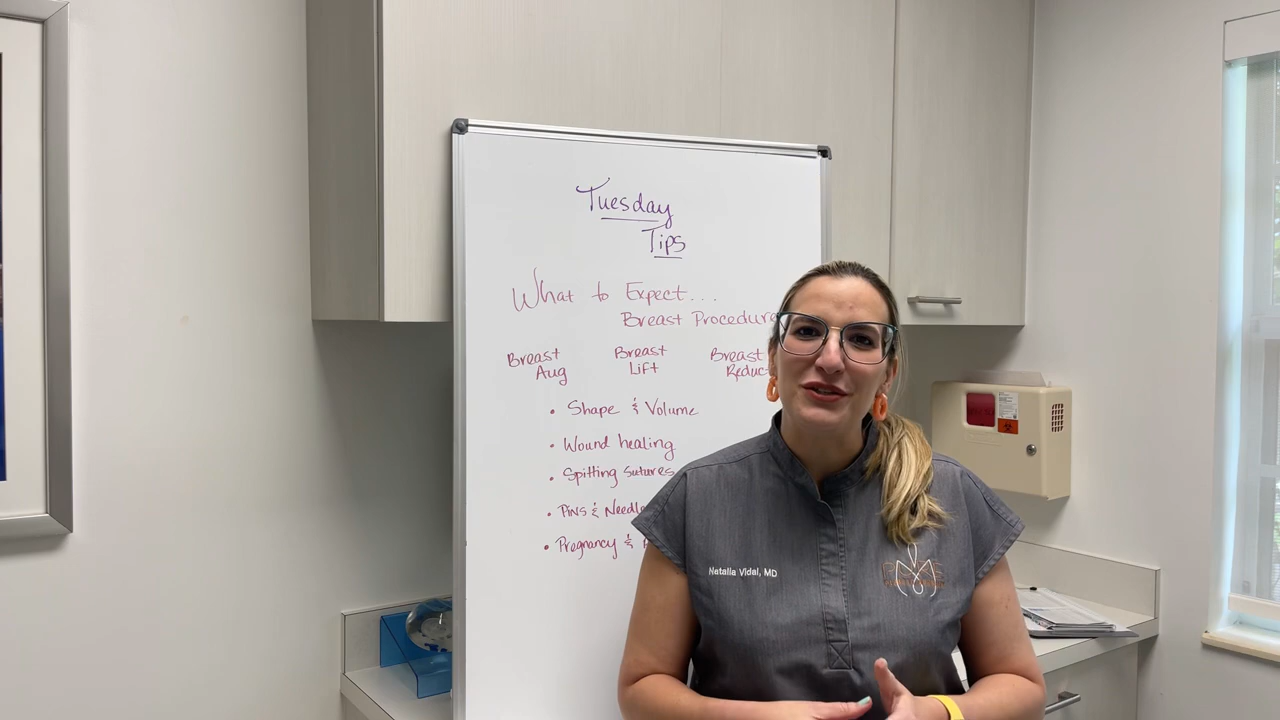 Tuesday
Tips
What to Expect...
Breast Procedure
Breast Aug
Breast Lift
Breast Reduc
• Shape & Volume
• Wound healing
• Spitting sutures
• Pins & Needle
• Pregnancy &
Natalia Vidal, MD